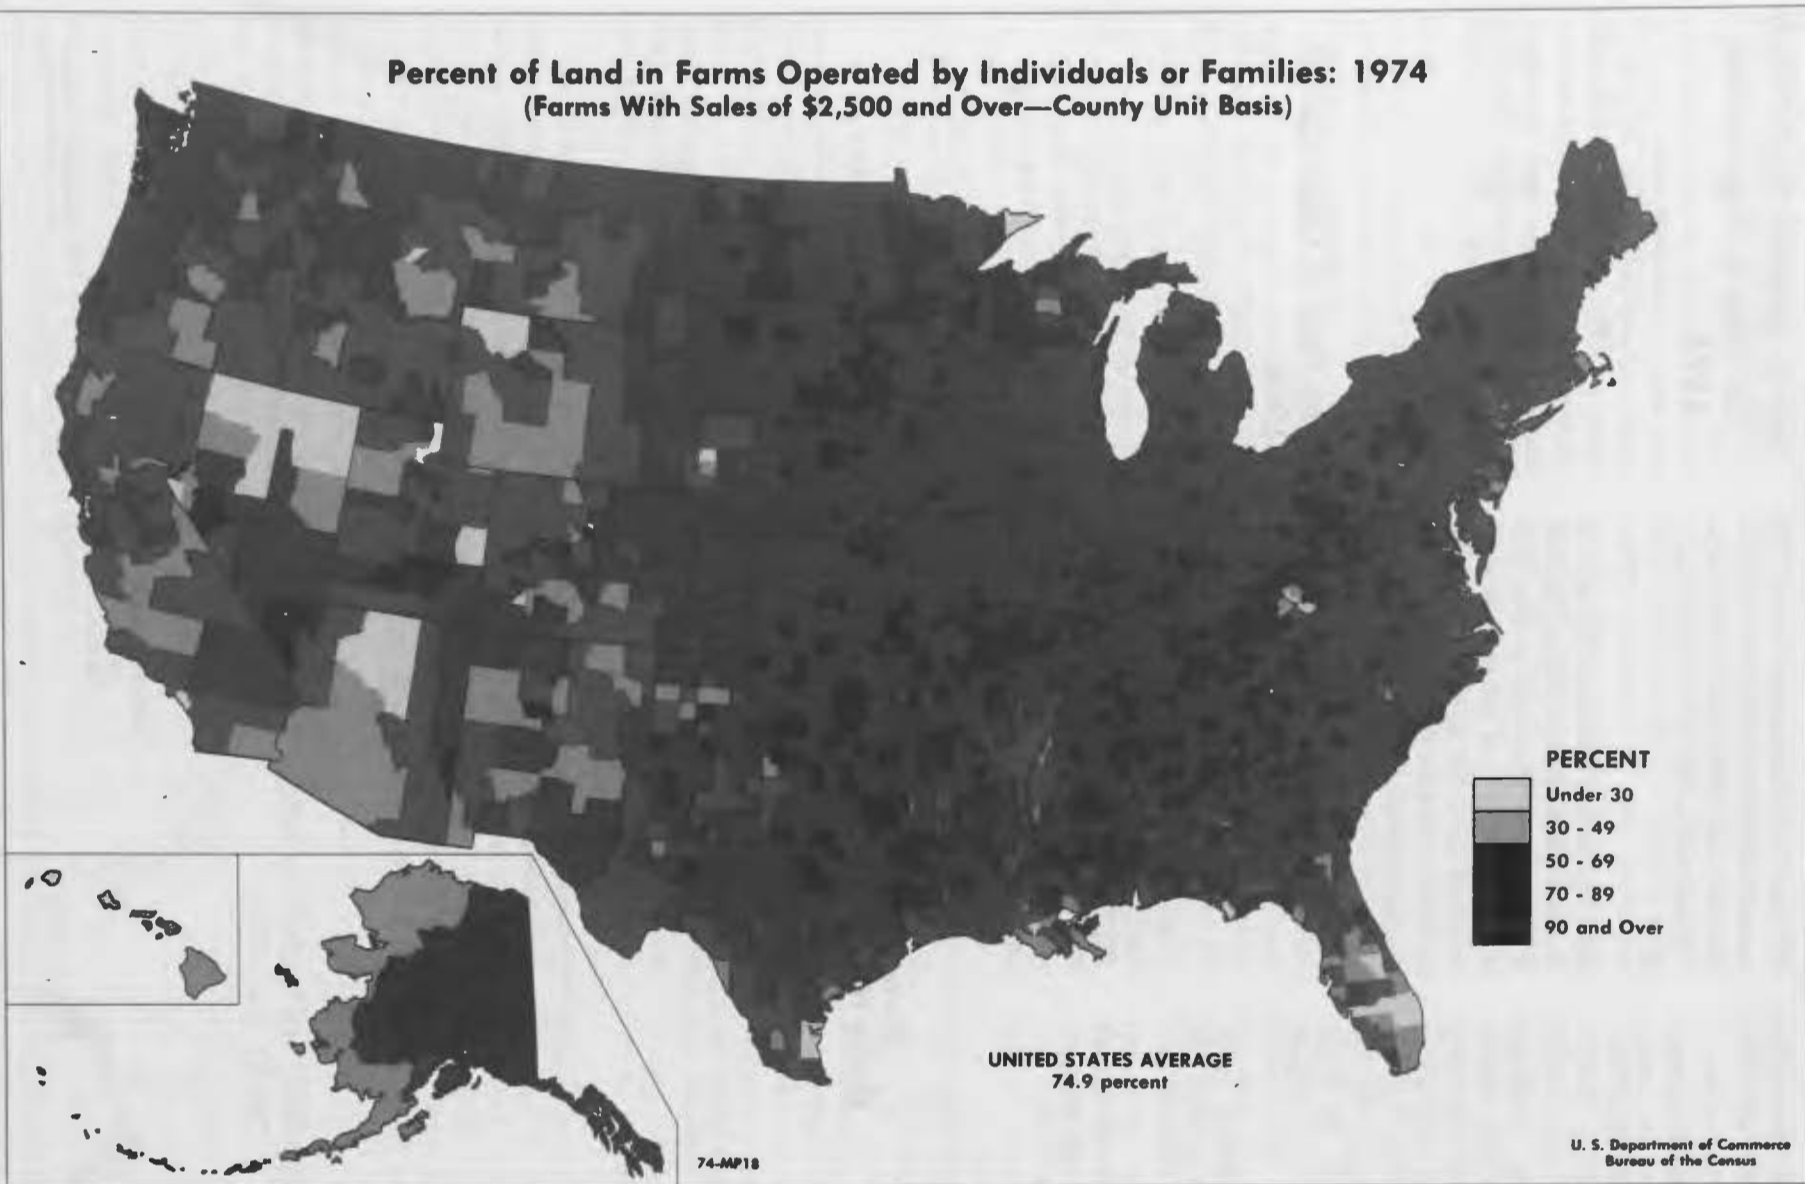 Percent of Land in Farms Operated by Individuals or Families: 1974
(Farms With Sales of $2,500 and Over—County Unit Basis)
PERCENT
Under 30
30 - 49
50 - 69
70 - 89
90 and Over
UNITED STATES AVERAGE
74.9 percent
74-MP18
U. S. Department of Commerce
Bureau of the Census